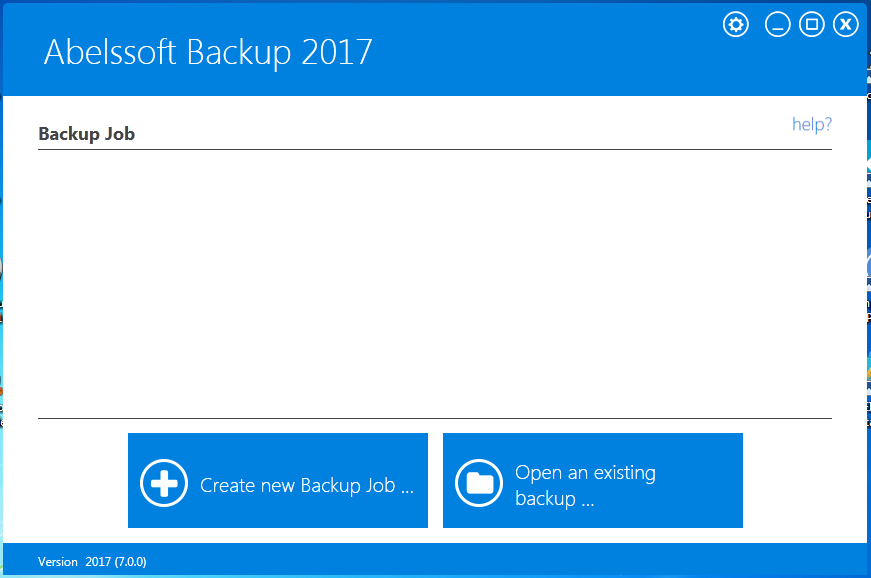 Abelssoft Backup 2017
help?
Backup Job
Create new Backup Job ...
Open an existing
backup ...
Version 2017 (7.0.0)